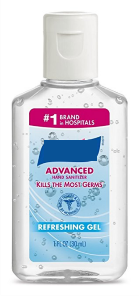 #1 BRAND
IN HOSPITALS
ADVANCED
HAND SANITIZER
KILLS THE MOST GERMS
REFRESHING GEL
1 FL OZ (30 mL)